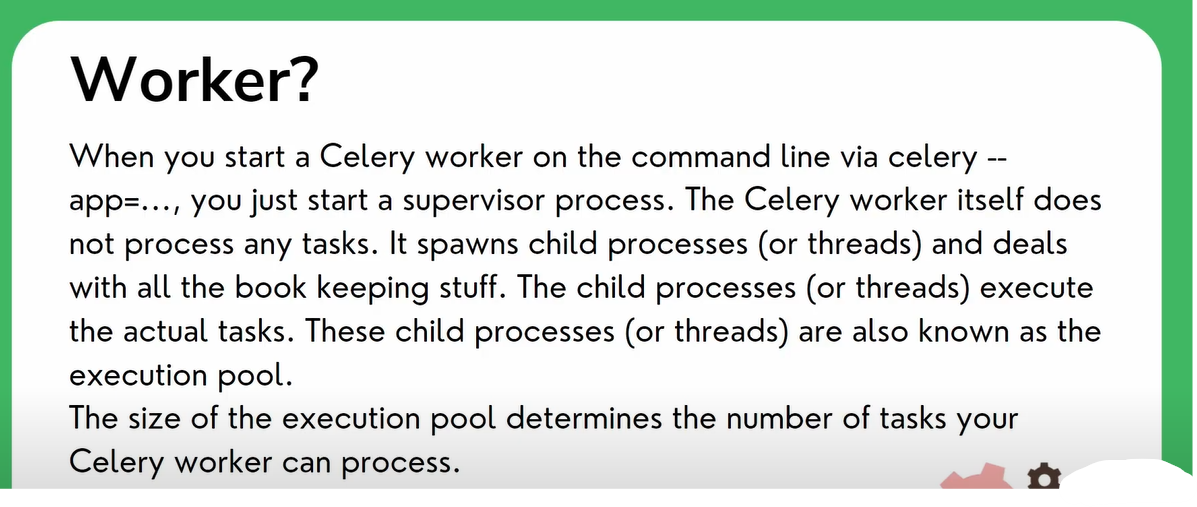 Worker?
When you start a Celery worker on the command line via celery --
app=..., you just start a supervisor process. The Celery worker itself does
not process any tasks. It spawns child processes (or threads) and deals
with all the book keeping stuff. The child processes (or threads) execute
the actual tasks. These child processes (or threads) are also known as the
execution pool.
The size of the execution pool determines the number of tasks your
Celery worker can process.